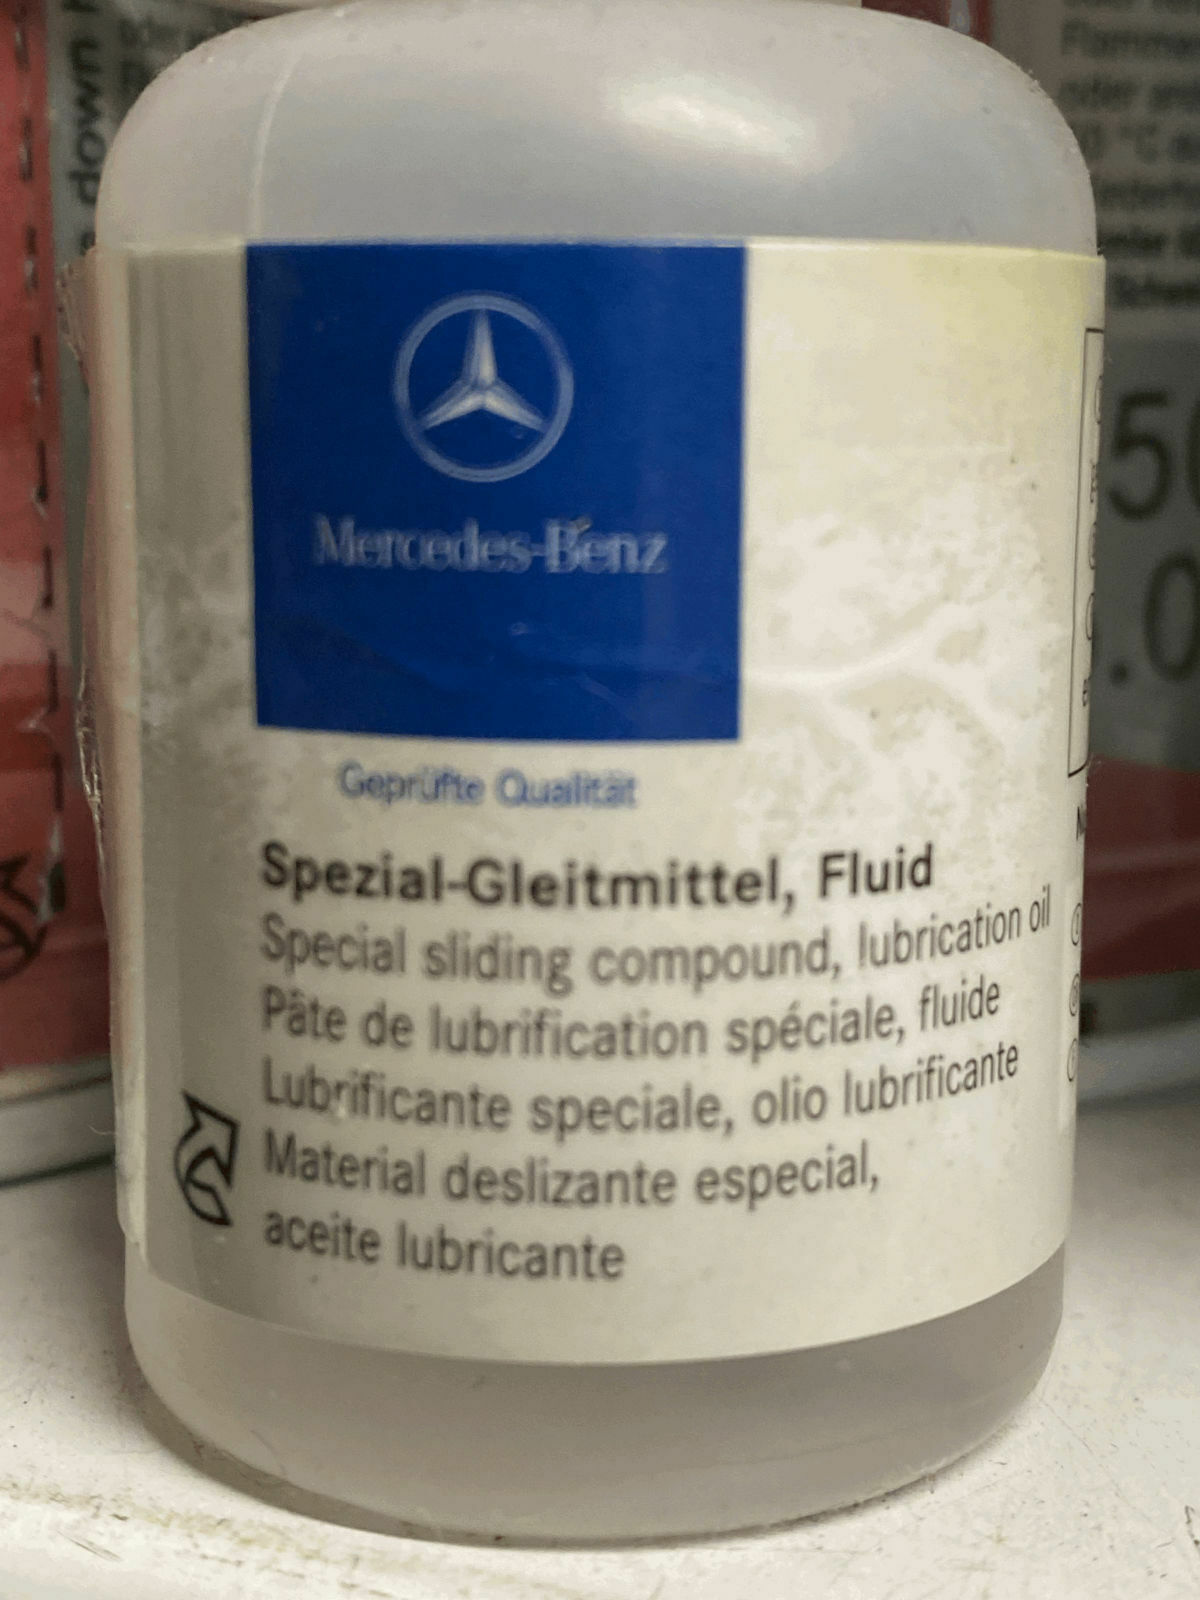 Mercedes-Benz
Geprüfte Qualität
Spezial-Gleitmittel, Fluid
Special sliding compound, lubrication oil
Pâte de lubrification spéciale, fluide
Lubrificante speciale, olio lubrificante
Material deslizante especial,
aceite lubricante
down